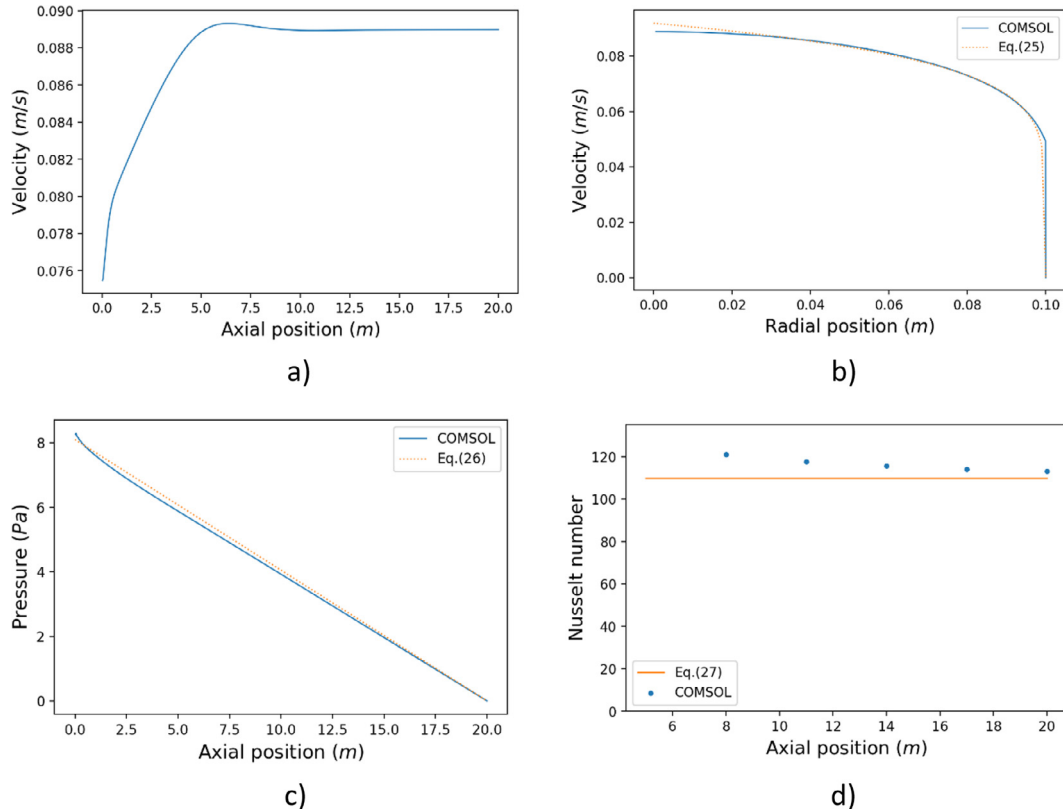 0.090
0.088
0.086
0.084
0.082
0.080
0.078
0.076
Velocity (m/s)
0.0 2.5 5.0 7.5 10.0 12.5 15.0 17.5 20.0
Axial position (m)
a)
COMSOL
Eq.(25)
0.08
0.06
0.04
0.02
0.00
Velocity (m/s)
0.00 0.02 0.04 0.06 0.08 0.10
Radial position (m)
b)
COMSOL
Eq.(26)
8
6
4
2
0
Pressure (Pa)
0.0 2.5 5.0 7.5 10.0 12.5 15.0 17.5 20.0
Axial position (m)
c)
120
100
80
60
40
20
0
Nusselt number
Eq.(27)
COMSOL
6 8 10 12 14 16 18 20
Axial position (m)
d)